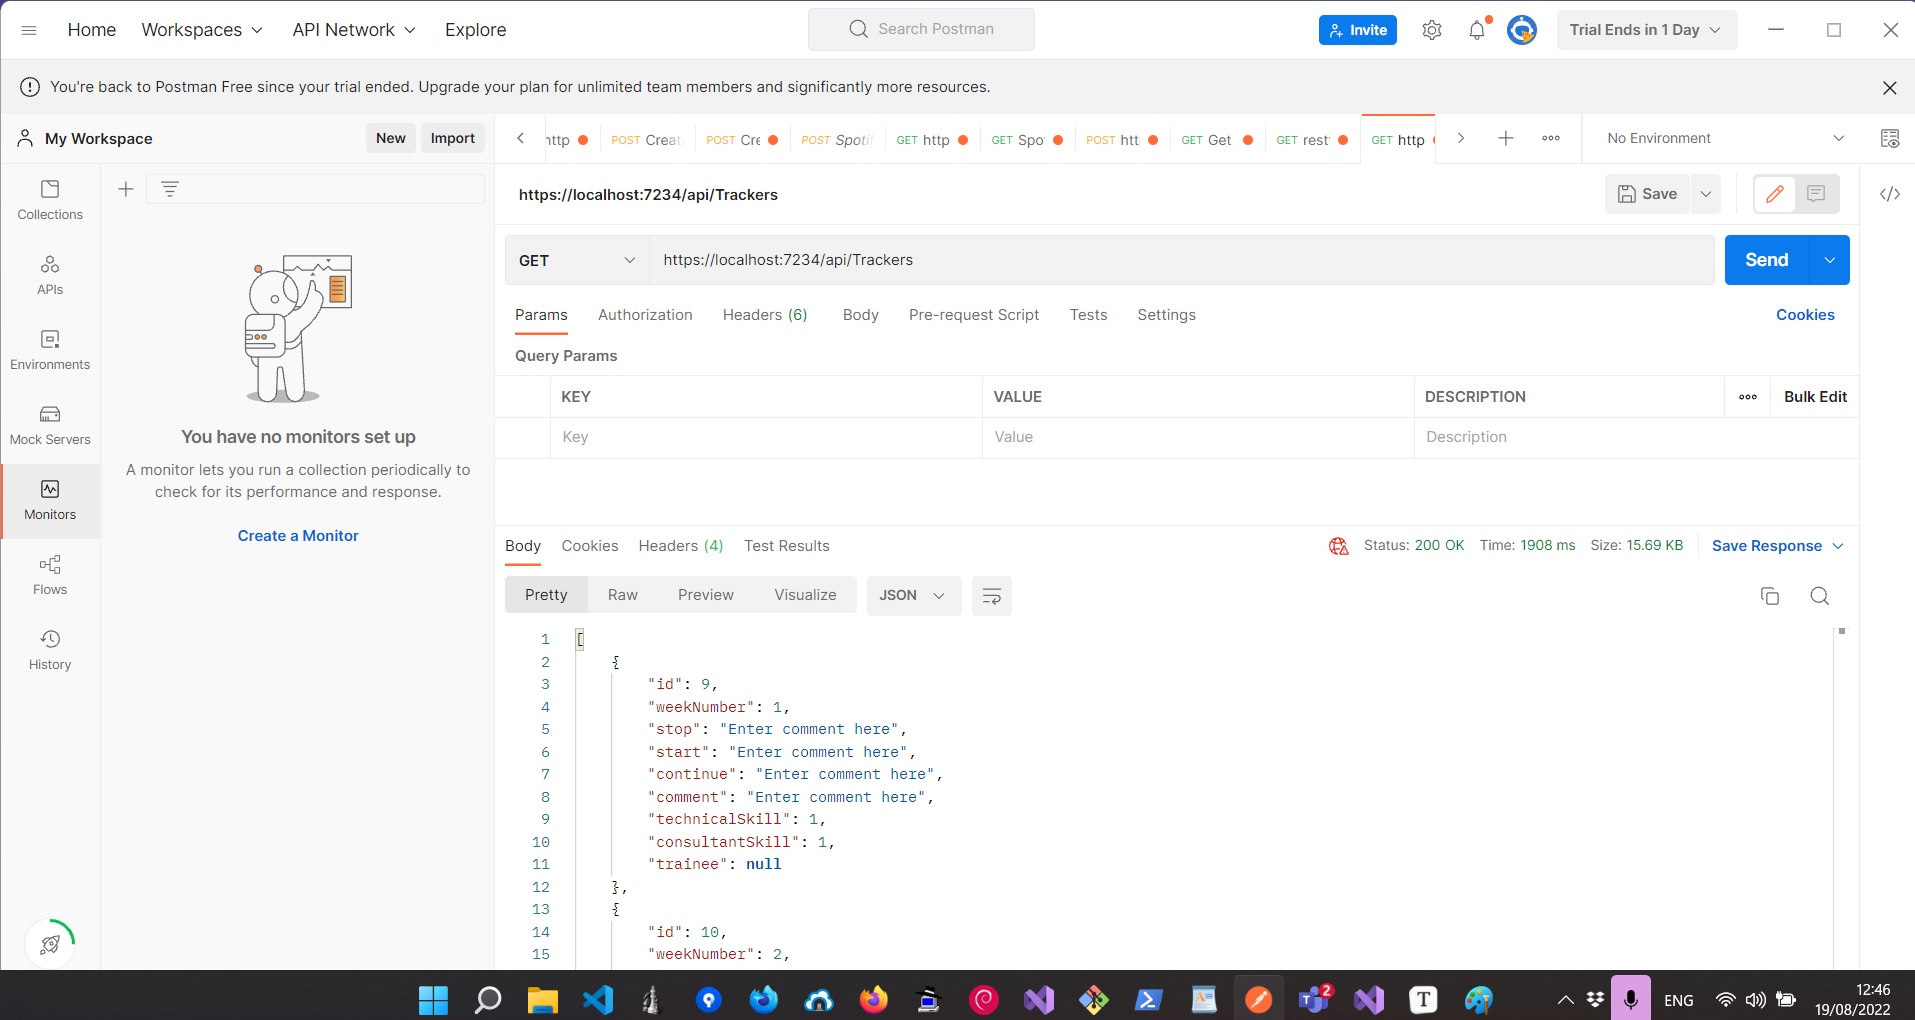 Home Workspaces API Network Explore Search Postman Invite Trial Ends in 1 Day
You're back to Postman Free since your trial ended. Upgrade your plan for unlimited team members and significantly more resources.
My Workspace New Import
http POST Creat POST Cre POST Spotif GET http GET Spo POST htt GET Get GET rest GET http No Environment
Collections
APIs
Environments
Mock Servers
Monitors
Flows
History
You have no monitors set up
A monitor lets you run a collection periodically to
check for its performance and response.
Create a Monitor
https://localhost:7234/api/Trackers Save
GET https://localhost:7234/api/Trackers Send
Params Authorization Headers (6) Body Pre-request Script Tests Settings Cookies
Query Params
KEY VALUE DESCRIPTION Bulk Edit
Key Value Description
Body Cookies Headers (4) Test Results Status: 200 OK Time: 1908 ms Size: 15.69 KB Save Response
Pretty Raw Preview Visualize JSON
1 [
2 {
3 "id": 9,
4 "weekNumber": 1,
5 "stop": "Enter comment here",
6 "start": "Enter comment here",
7 "continue": "Enter comment here",
8 "comment": "Enter comment here",
9 "technicalSkill": 1,
10 "consultantSkill": 1,
11 "trainee": null
12 },
13 {
14 "id": 10,
15 "weekNumber": 2,
2 T ENG 12:46
19/08/2022